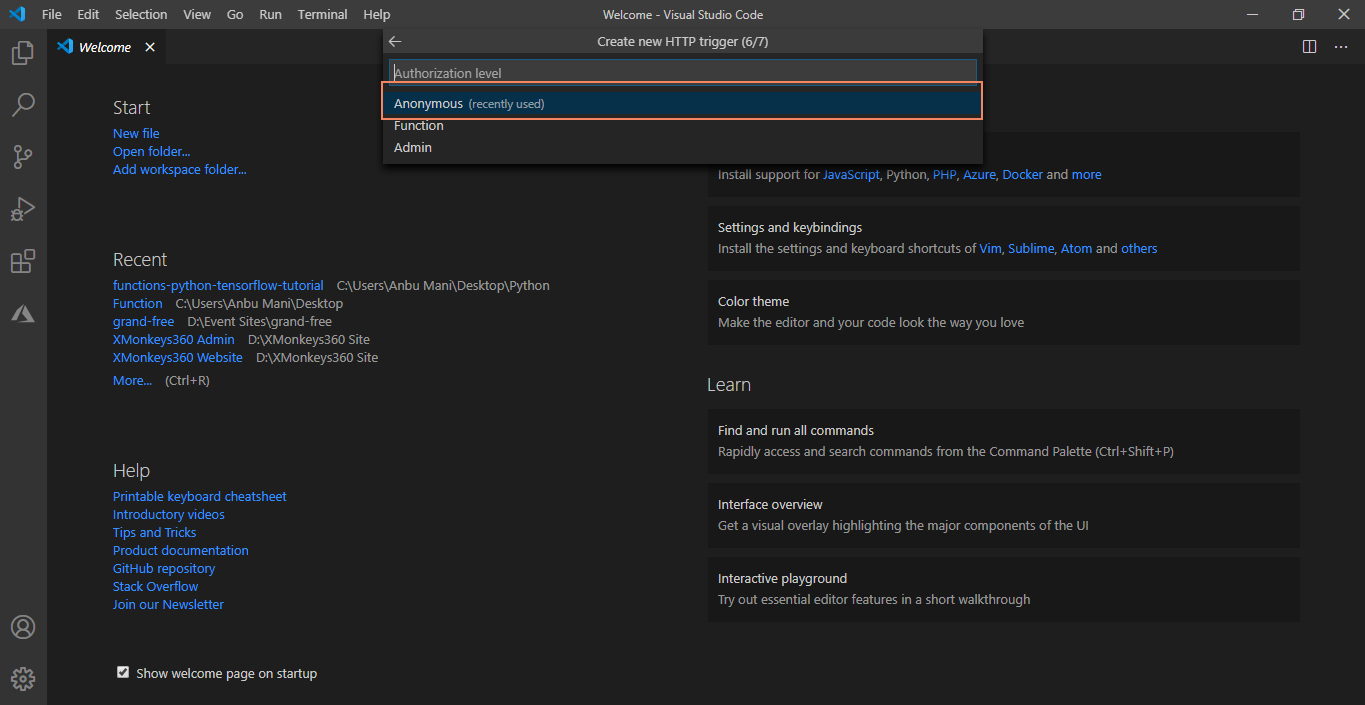 File Edit Selection View Go Run Terminal Help
Welcome - Visual Studio Code
Welcome
Create new HTTP trigger (6/7)
Authorization level
Anonymous (recently used)
Function
Admin
Start
New file
Open folder...
Add workspace folder...
Recent
functions-python-tensorflow-tutorial C:\Users\Anbu Mani\Desktop\Python
Function C:\Users\Anbu Mani\Desktop
grand-free D:\Event Sites\grand-free
XMonkeys360 Admin D:\XMonkeys360 Site
XMonkeys360 Website D:\XMonkeys360 Site
More... (Ctrl+R)
Help
Printable keyboard cheatsheet
Introductory videos
Tips and Tricks
Product documentation
GitHub repository
Stack Overflow
Join our Newsletter
Show welcome page on startup
Install support for JavaScript, Python, PHP, Azure, Docker and more
Settings and keybindings
Install the settings and keyboard shortcuts of Vim, Sublime, Atom and others
Color theme
Make the editor and your code look the way you love
Learn
Find and run all commands
Rapidly access and search commands from the Command Palette (Ctrl+Shift+P)
Interface overview
Get a visual overlay highlighting the major components of the UI
Interactive playground
Try out essential editor features in a short walkthrough